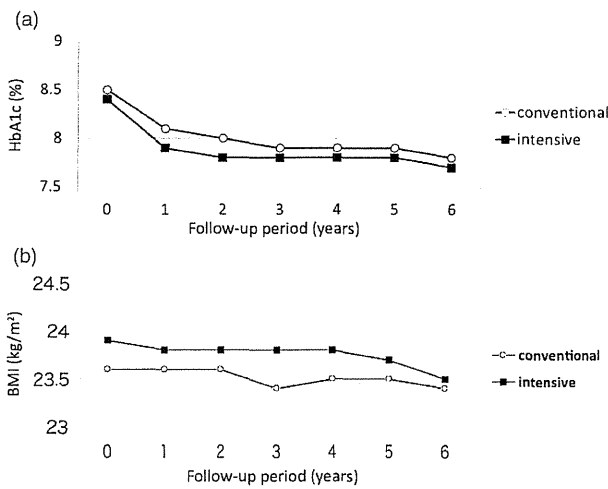 (a)
9
8.5
8
7.5
HbA1c (%)
0 1 2 3 4 5 6
Follow-up period (years)
conventional
intensive
(b)
24.5
24
23.5
23
BMI (kg/m²)
0 1 2 3 4 5 6
Follow-up period (years)
conventional
intensive